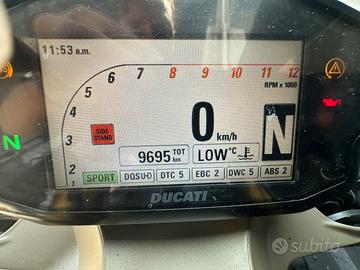 11:53 a.m.
6 7 8 9 10 11 12
5
RPM x 1000
4
3
SIDE
STAND
0 km/h
N
N
9695 TOT
km
LOW °C
2
1
SPORT DQSU-D DTC 5 EBC 2 DWC 5 ABS 2
DUCATI
subito